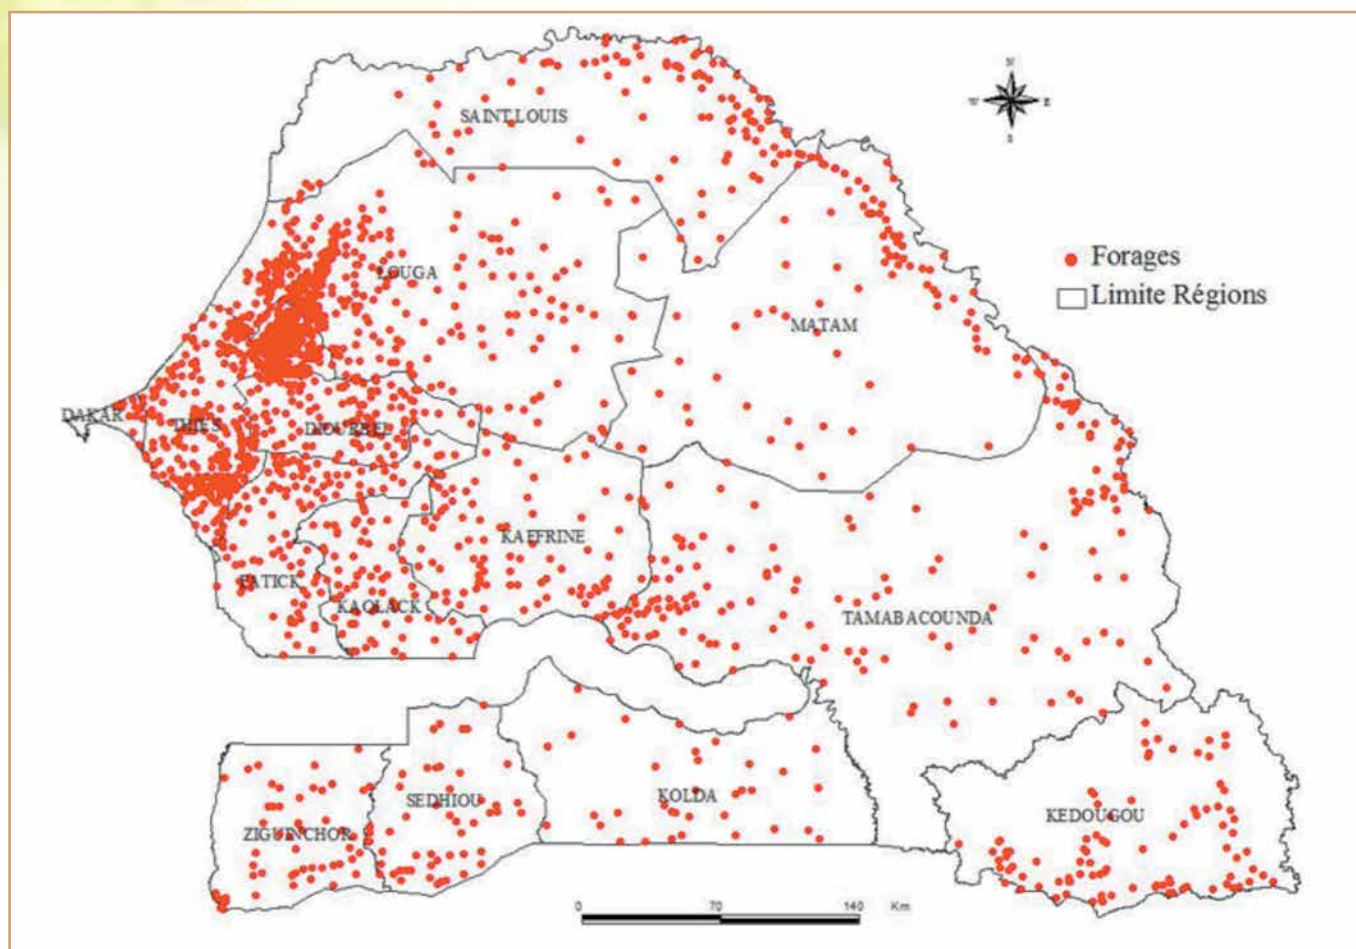 N
W E
S
SAINT LOUIS
Forages
LOUGA
Limite Régions
MATAM
DAKAR
THIES
DIOURBEL
KAFFRINE
FATICK
KAOLACK
TAMABACOUNDA
SEDHIOU
KOLDA
KEDOUGOU
ZIGUINCHOR
0 70 140 Km